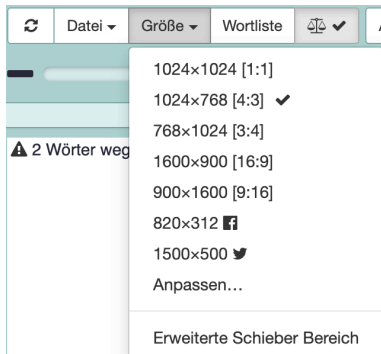 Datei Größe Wortliste
1024×1024 [1:1]
1024×768 [4:3]
768×1024 [3:4]
2 Wörter weg
1600×900 [16:9]
900×1600 [9:16]
820×312
1500×500
Anpassen…
Erweiterte Schieber Bereich